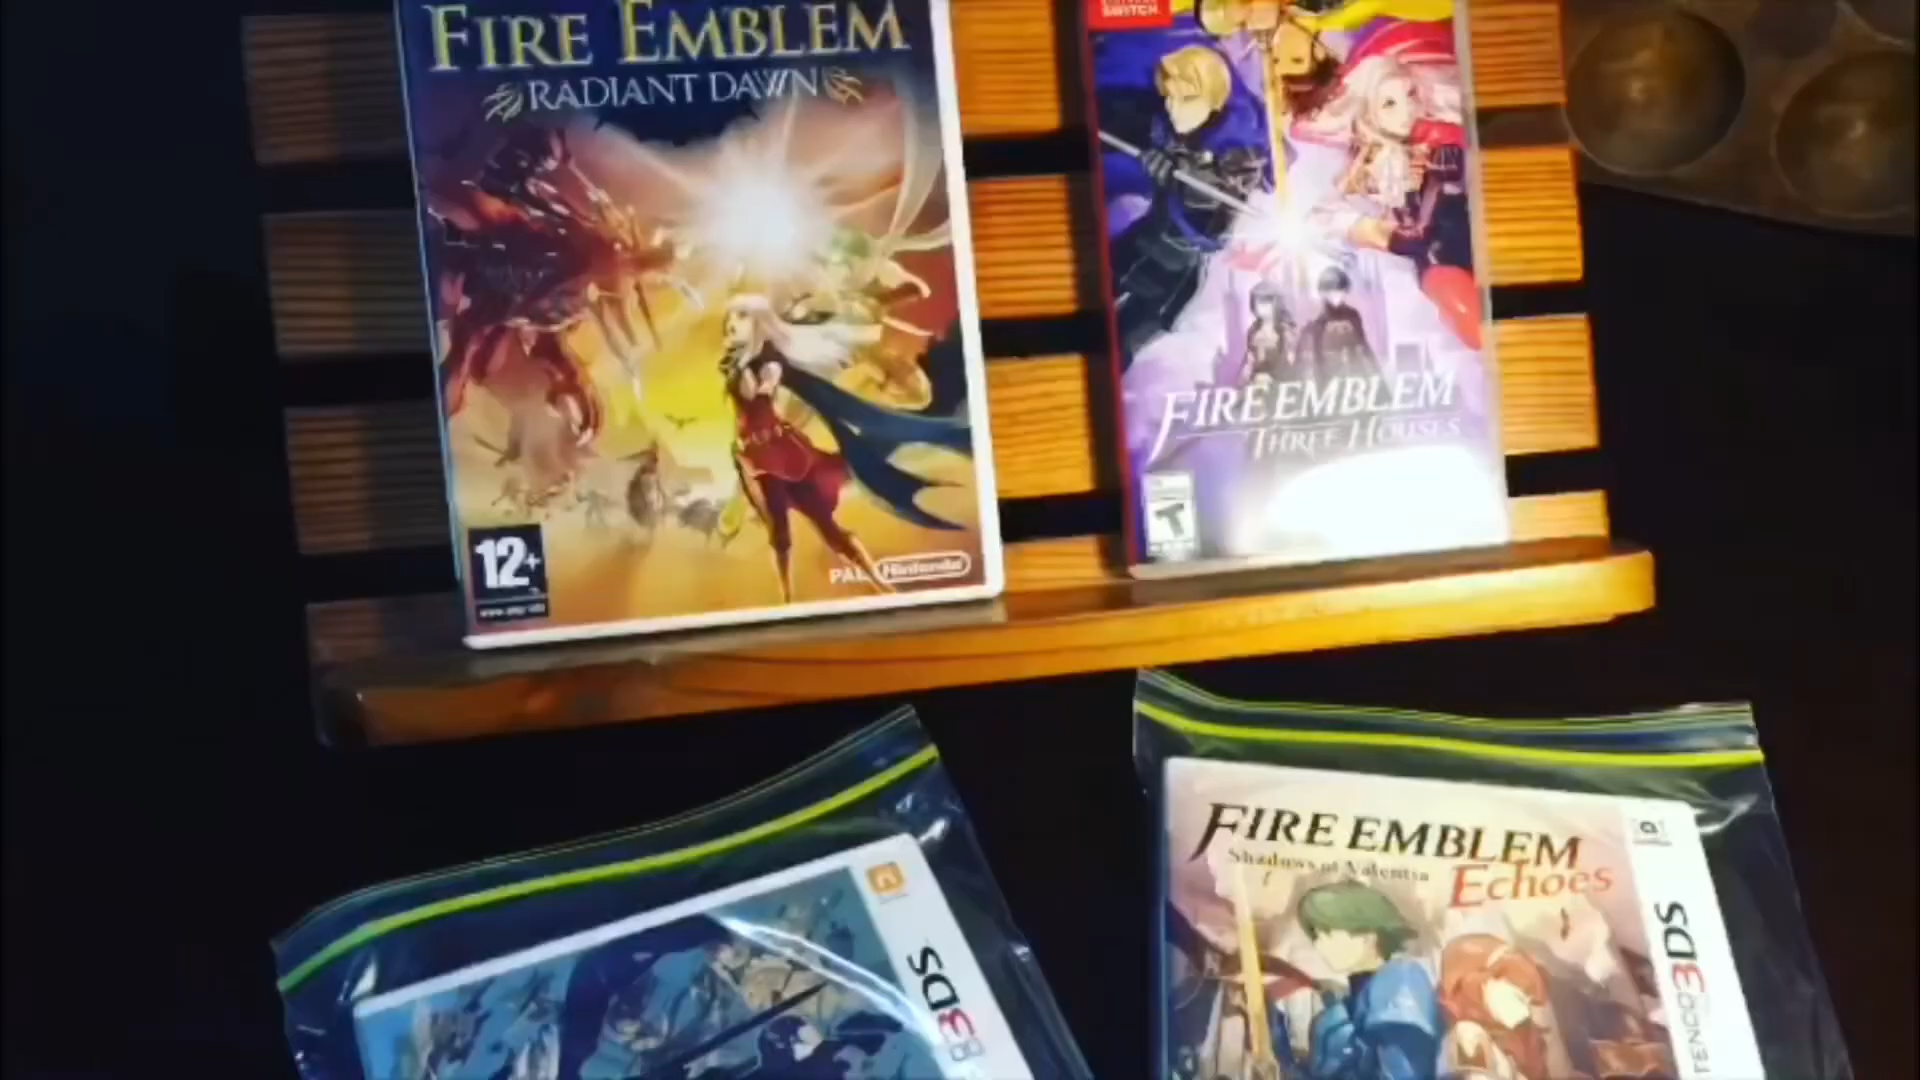 FIRE EMBLEM
RADIANT DAWN
12+
PAL Nintendo
SWITCH
FIRE EMBLEM
THREE HOUSES
T
3DS
FIRE EMBLEM
Shadows of Valentia
Echoes
3DS